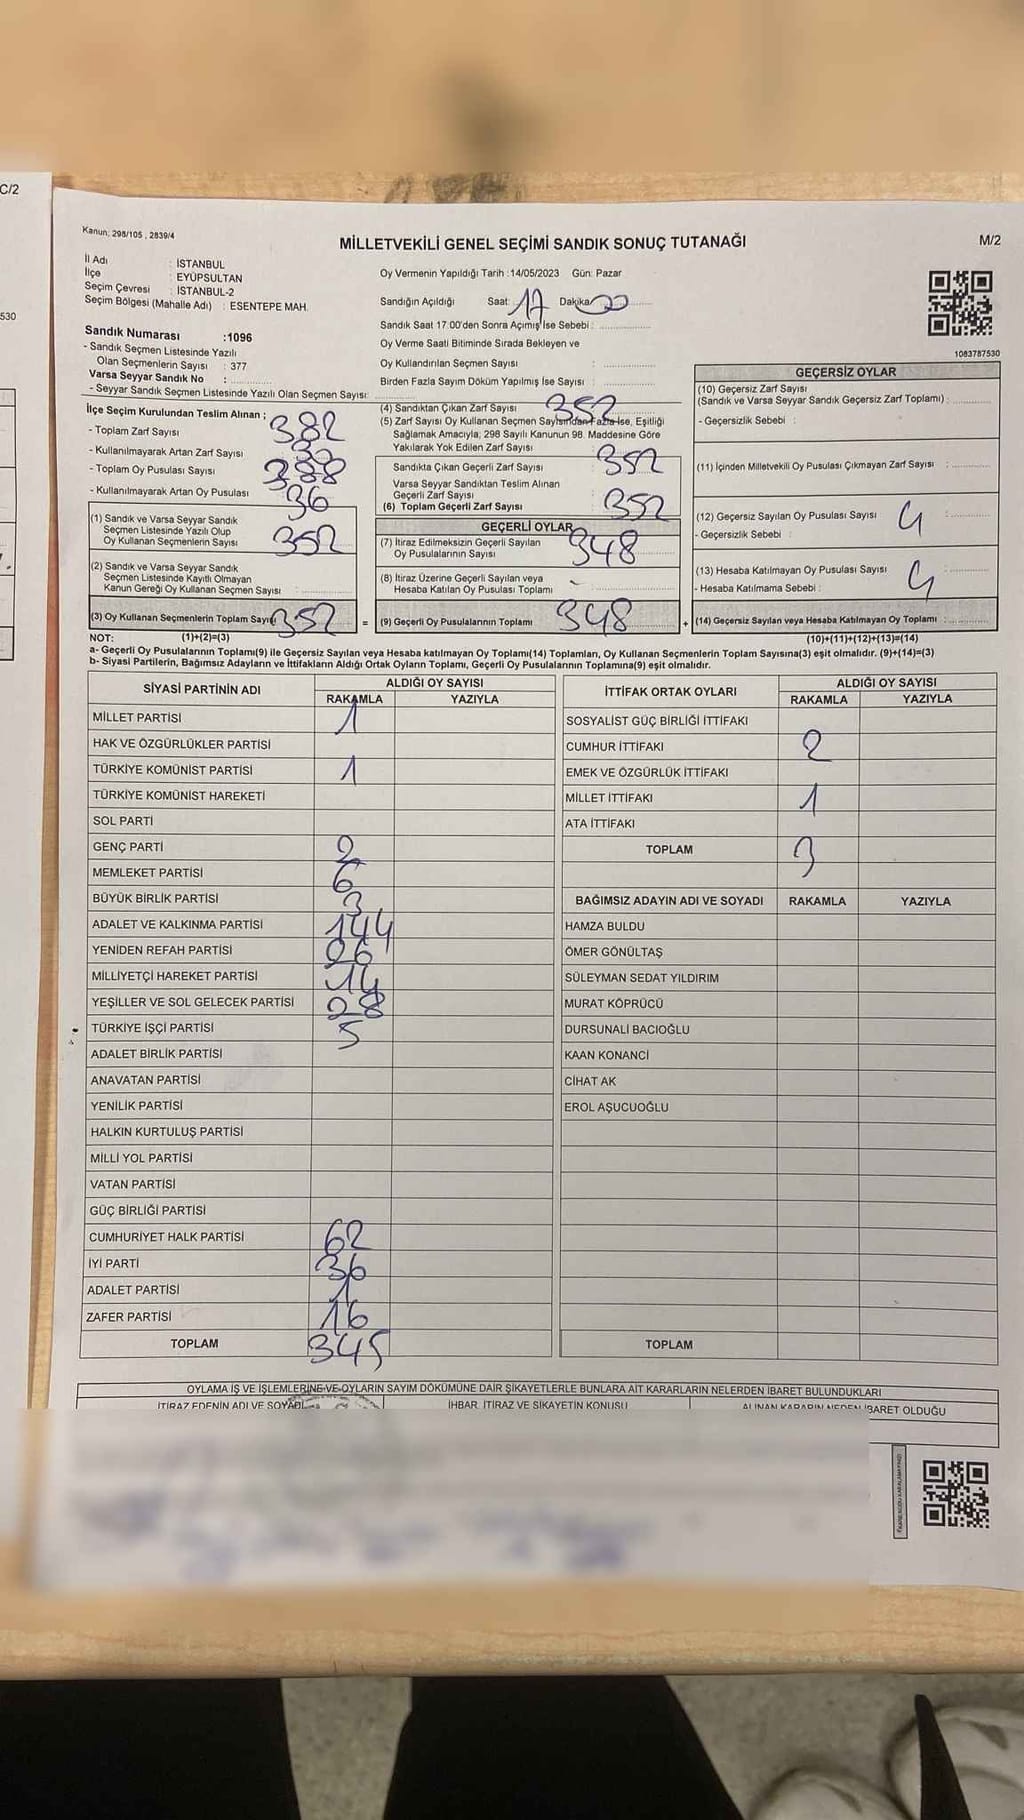 C/2
530
Kanun: 298/105 , 2839/4
MİLLETVEKİLİ GENEL SEÇİMİ SANDIK SONUÇ TUTANAĞI
M/2
İl Adı : İSTANBUL
İlçe : EYÜPSULTAN
Seçim Çevresi : İSTANBUL-2
Seçim Bölgesi (Mahalle Adı) : ESENTEPE MAH.
Sandık Numarası :1096
- Sandık Seçmen Listesinde Yazılı
Olan Seçmenlerin Sayısı : 377
Varsa Seyyar Sandık No :
- Seyyar Sandık Seçmen Listesinde Yazılı Olan Seçmen Sayısı:
Oy Vermenin Yapıldığı Tarih :14/05/2023 Gün: Pazar
Sandığın Açıldığı Saat: 17 Dakika 00
Sandık Saat 17:00'den Sonra Açımış İse Sebebi :
Oy Verme Saati Bitiminde Sırada Bekleyen ve
Oy Kullandırılan Seçmen Sayısı :
Birden Fazla Sayım Döküm Yapılmış İse Sayısı :
1083787530
İlçe Seçim Kurulundan Teslim Alınan ;
- Toplam Zarf Sayısı 382
- Kullanılmayarak Artan Zarf Sayısı
- Toplam Oy Pusulası Sayısı 388
- Kullanılmayarak Artan Oy Pusulası 36
(1) Sandık ve Varsa Seyyar Sandık
Seçmen Listesinde Yazılı Olup
Oy Kullanan Seçmenlerin Sayısı 352
(2) Sandık ve Varsa Seyyar Sandık
Seçmen Listesinde Kayıtlı Olmayan
Kanun Gereği Oy Kullanan Seçmen Sayısı :
(3) Oy Kullanan Seçmenlerin Toplam Sayısı 352 =
(4) Sandıktan Çıkan Zarf Sayısı 352
(5) Zarf Sayısı Oy Kullanan Seçmen Sayısından Fazla İse, Eşitliği
Sağlamak Amacıyla; 298 Sayılı Kanunun 98. Maddesine Göre
Yakılarak Yok Edilen Zarf Sayısı
Sandıkta Çıkan Geçerli Zarf Sayısı 352
Varsa Seyyar Sandıktan Teslim Alınan
Geçerli Zarf Sayısı
(6) Toplam Geçerli Zarf Sayısı 352
GEÇERLİ OYLAR
(7) İtiraz Edilmeksizin Geçerli Sayılan
Oy Pusulalarının Sayısı 348
(8) İtiraz Üzerine Geçerli Sayılan veya
Hesaba Katılan Oy Pusulası Toplamı -
(9) Geçerli Oy Pusulalarının Toplamı 348 +
GEÇERSİZ OYLAR
(10) Geçersiz Zarf Sayısı
(Sandık ve Varsa Seyyar Sandık Geçersiz Zarf Toplamı) :
- Geçersizlik Sebebi :
(11) İçinden Milletvekili Oy Pusulası Çıkmayan Zarf Sayısı :
(12) Geçersiz Sayılan Oy Pusulası Sayısı 4
- Geçersizlik Sebebi :
(13) Hesaba Katılmayan Oy Pusulası Sayısı 4
- Hesaba Katılmama Sebebi :
(14) Geçersiz Sayılan veya Hesaba Katılmayan Oy Toplamı :
NOT: (1)+(2)=(3)
(10)+(11)+(12)+(13)=(14)
a- Geçerli Oy Pusulalarının Toplamı(9) ile Geçersiz Sayılan veya Hesaba katılmayan Oy Toplamı(14) Toplamları, Oy Kullanan Seçmenlerin Toplam Sayısına(3) eşit olmalıdır. (9)+(14)=(3)
b- Siyasi Partilerin, Bağımsız Adayların ve İttifakların Aldığı Ortak Oyların Toplamı, Geçerli Oy Pusulalarının Toplamına(9) eşit olmalıdır.
SİYASİ PARTİNİN ADI
ALDIĞI OY SAYISI
RAKAMLA YAZIYLA
MİLLET PARTİSİ 1
HAK VE ÖZGÜRLÜKLER PARTİSİ
TÜRKİYE KOMÜNİST PARTİSİ 1
TÜRKİYE KOMÜNİST HAREKETİ
SOL PARTİ
GENÇ PARTİ 2
MEMLEKET PARTİSİ 6
BÜYÜK BİRLİK PARTİSİ 3
ADALET VE KALKINMA PARTİSİ 144
YENİDEN REFAH PARTİSİ 26
MİLLİYETÇİ HAREKET PARTİSİ 14
YEŞİLLER VE SOL GELECEK PARTİSİ 28
TÜRKİYE İŞÇİ PARTİSİ 5
ADALET BİRLİK PARTİSİ
ANAVATAN PARTİSİ
YENİLİK PARTİSİ
HALKIN KURTULUŞ PARTİSİ
MİLLİ YOL PARTİSİ
VATAN PARTİSİ
GÜÇ BİRLİĞİ PARTİSİ
CUMHURİYET HALK PARTİSİ 62
İYİ PARTİ 36
ADALET PARTİSİ 1
ZAFER PARTİSİ 16
TOPLAM 345
İTTİFAK ORTAK OYLARI
ALDIĞI OY SAYISI
RAKAMLA YAZIYLA
SOSYALİST GÜÇ BİRLİĞİ İTTİFAKI
CUMHUR İTTİFAKI 2
EMEK VE ÖZGÜRLÜK İTTİFAKI
MİLLET İTTİFAKI 1
ATA İTTİFAKI
TOPLAM 3
BAĞIMSIZ ADAYIN ADI VE SOYADI RAKAMLA YAZIYLA
HAMZA BULDU
ÖMER GÖNÜLTAŞ
SÜLEYMAN SEDAT YILDIRIM
MURAT KÖPRÜCÜ
DURSUNALİ BACIOĞLU
KAAN KONANCİ
CİHAT AK
EROL AŞUCUOĞLU
TOPLAM
OYLAMA İŞ VE İŞLEMLERİNE VE OYLARIN SAYIM DÖKÜMÜNE DAİR ŞİKAYETLERLE BUNLARA AİT KARARLARIN NELERDEN İBARET BULUNDUKLARI
İTİRAZ EDENİN ADI VE SOYADI
İHBAR, İTİRAZ VE ŞİKAYETİN KONUSU
ALINAN KARARIN NEDEN İBARET OLDUĞU